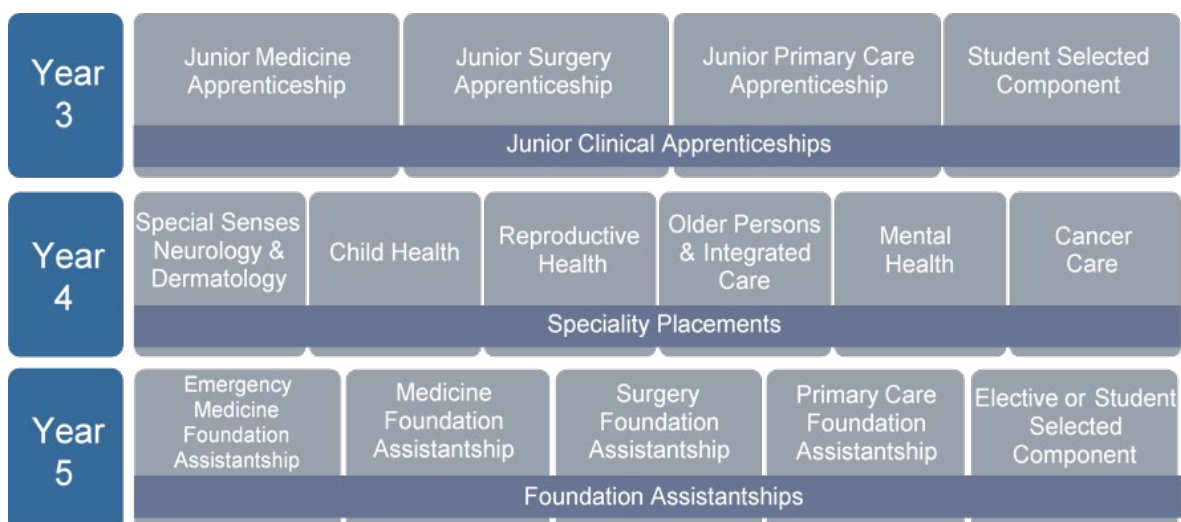 Year
3
Junior Medicine
Apprenticeship
Junior Surgery
Apprenticeship
Junior Primary Care
Apprenticeship
Student Selected
Component
Junior Clinical Apprenticeships
Year
4
Special Senses
Neurology &
Dermatology
Child Health
Reproductive
Health
Older Persons
& Integrated
Care
Mental
Health
Cancer
Care
Speciality Placements
Year
5
Emergency
Medicine
Foundation
Assistantship
Medicine
Foundation
Assistantship
Surgery
Foundation
Assistantship
Primary Care
Foundation
Assistantship
Elective or Student
Selected
Component
Foundation Assistantships